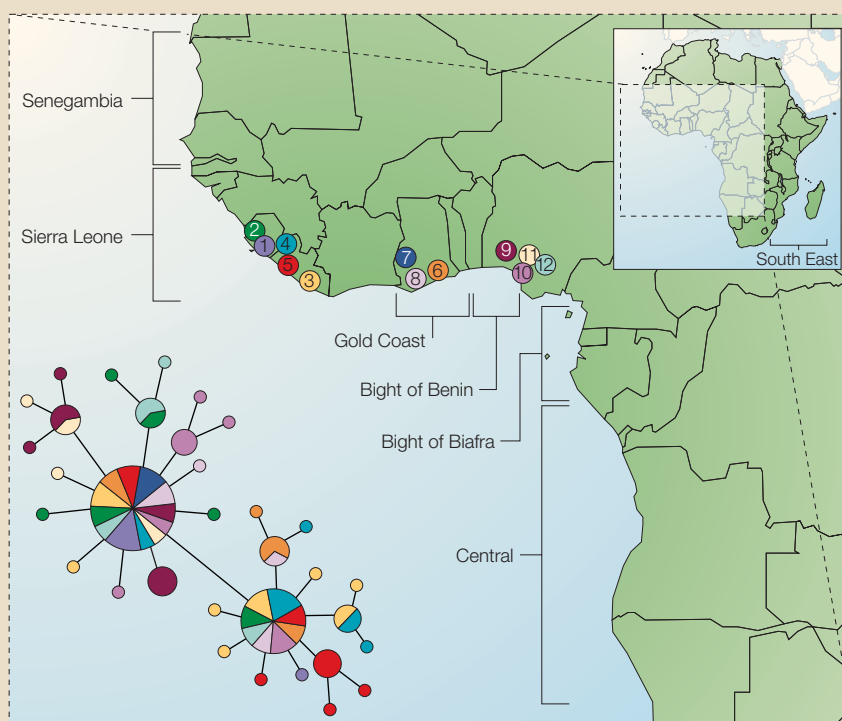 Senegambia
Sierra Leone
2
1
4
5
3
7
8
6
9
11
10
12
South East
Gold Coast
Bight of Benin
Bight of Biafra
Central